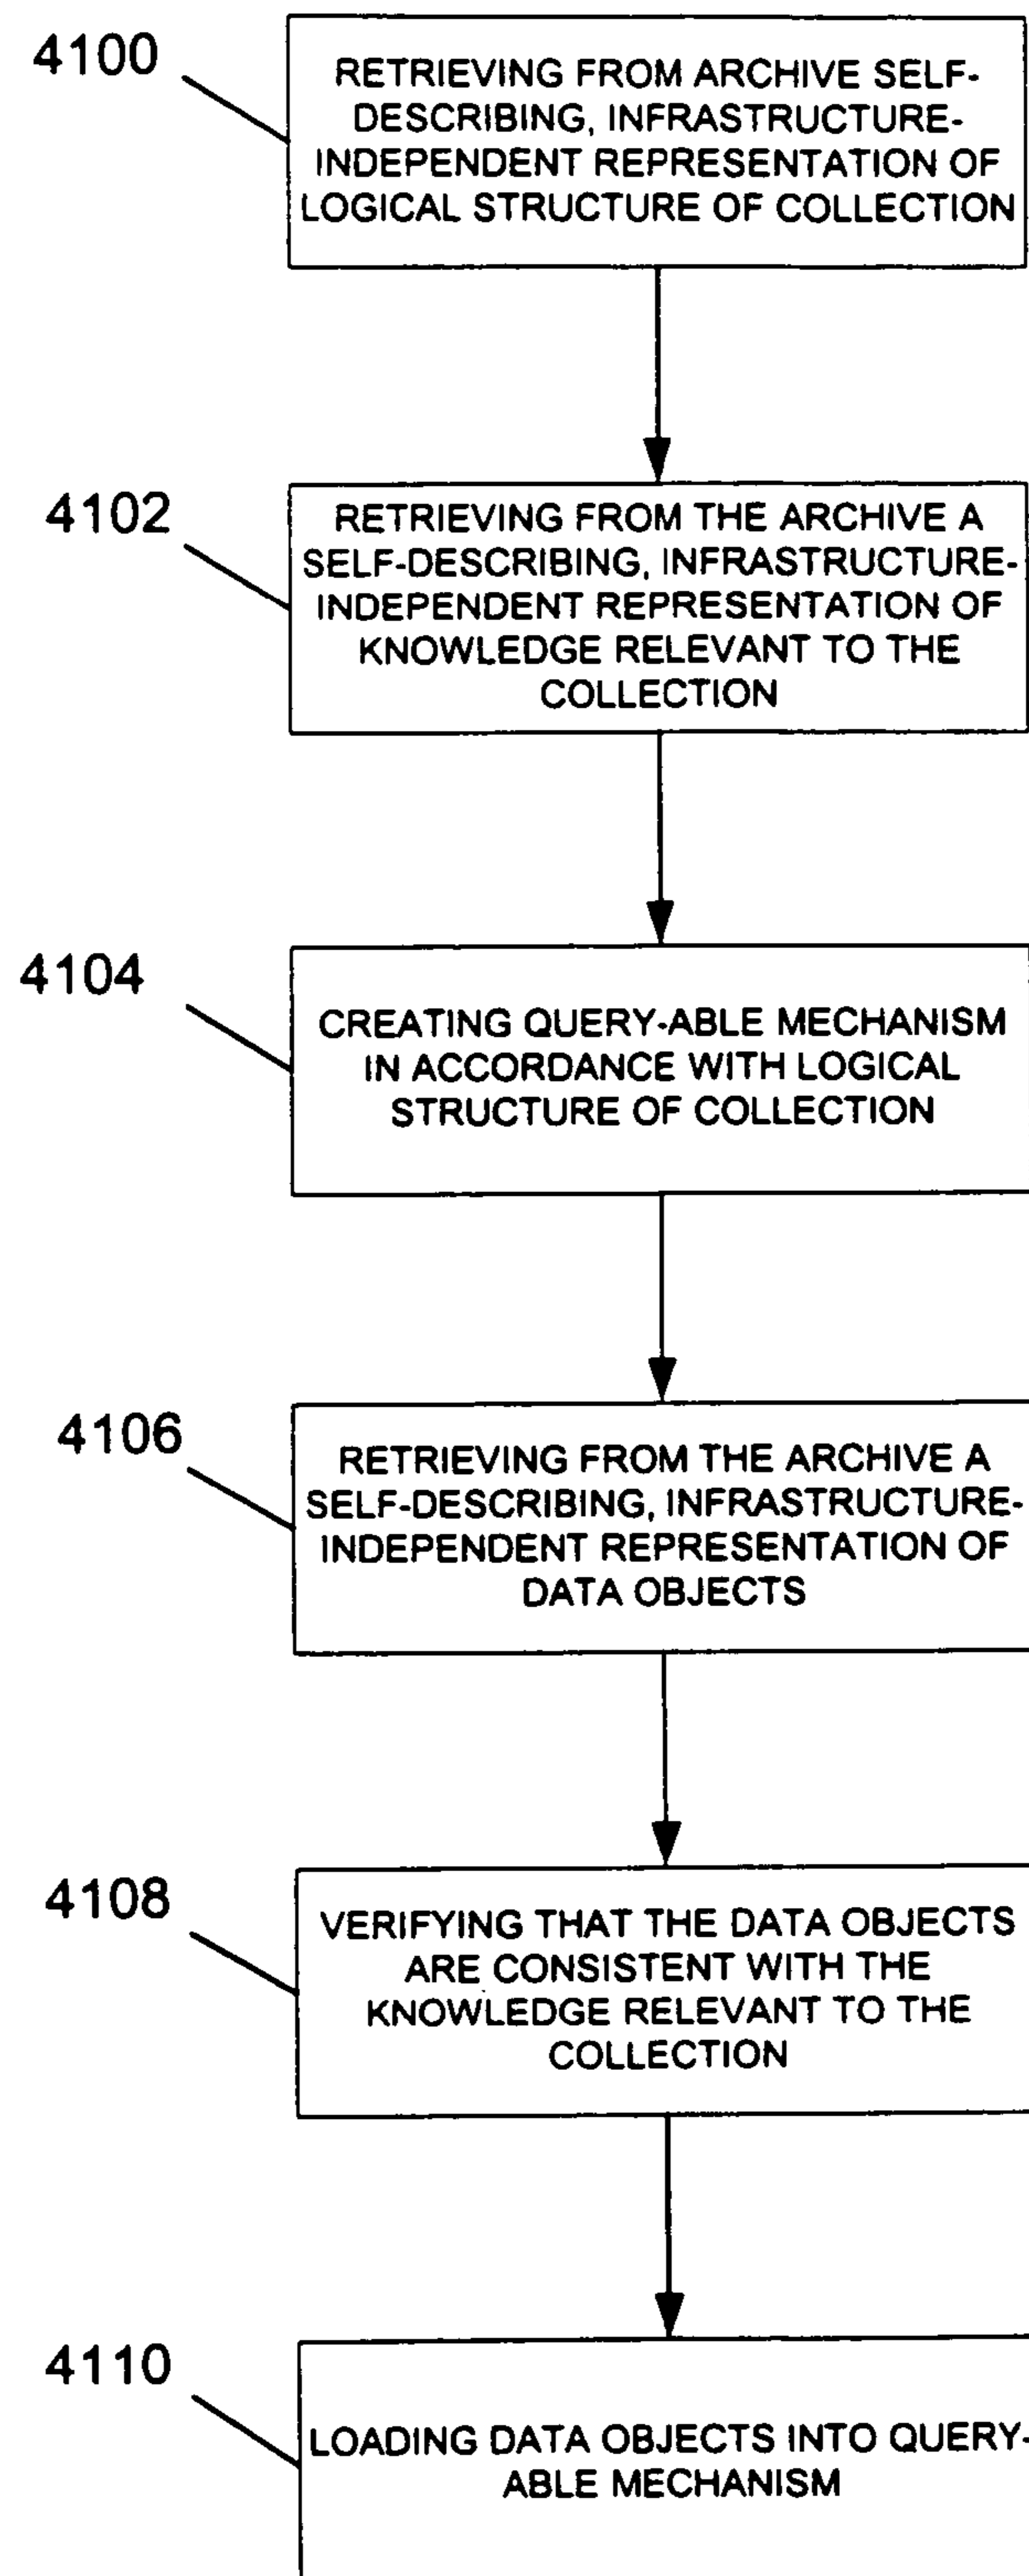 4100
RETRIEVING FROM ARCHIVE SELF-
DESCRIBING, INFRASTRUCTURE-
INDEPENDENT REPRESENTATION OF
LOGICAL STRUCTURE OF COLLECTION
4102
RETRIEVING FROM THE ARCHIVE A
SELF-DESCRIBING, INFRASTRUCTURE-
INDEPENDENT REPRESENTATION OF
KNOWLEDGE RELEVANT TO THE
COLLECTION
4104
CREATING QUERY-ABLE MECHANISM
IN ACCORDANCE WITH LOGICAL
STRUCTURE OF COLLECTION
4106
RETRIEVING FROM THE ARCHIVE A
SELF-DESCRIBING, INFRASTRUCTURE-
INDEPENDENT REPRESENTATION OF
DATA OBJECTS
4108
VERIFYING THAT THE DATA OBJECTS
ARE CONSISTENT WITH THE
KNOWLEDGE RELEVANT TO THE
COLLECTION
4110
LOADING DATA OBJECTS INTO QUERY-
ABLE MECHANISM